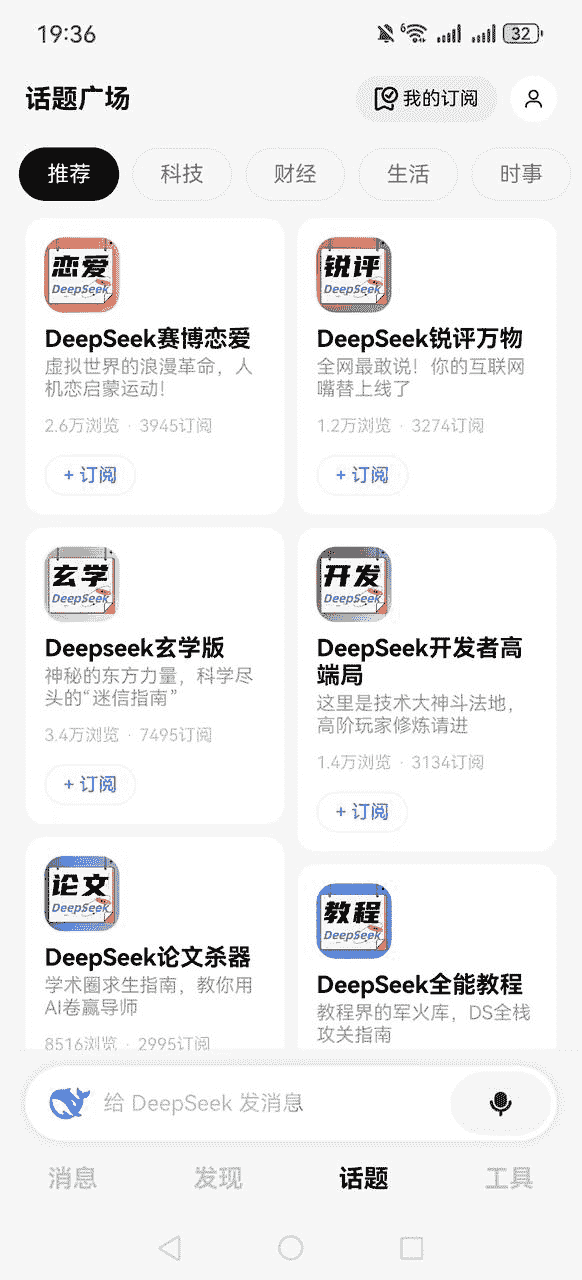 19:36
6
32
话题广场
我的订阅
推荐
科技
财经
生活
时事
恋爱
DeepSeek
DeepSeek赛博恋爱
虚拟世界的浪漫革命，人
机恋启蒙运动！
2.6万浏览 · 3945订阅
+ 订阅
锐评
DeepSeek
DeepSeek锐评万物
全网最敢说！你的互联网
嘴替上线了
1.2万浏览 · 3274订阅
+ 订阅
玄学
DeepSeek
Deepseek玄学版
神秘的东方力量，科学尽
头的“迷信指南”
3.4万浏览 · 7495订阅
+ 订阅
开发
DeepSeek
DeepSeek开发者高
端局
这里是技术大神斗法地，
高阶玩家修炼请进
1.4万浏览 · 3134订阅
+ 订阅
论文
DeepSeek
DeepSeek论文杀器
学术圈求生指南，教你用
AI卷赢导师
8516浏览 · 2995订阅
教程
DeepSeek
DeepSeek全能教程
教程界的军火库，DS全栈
攻关指南
给 DeepSeek 发消息
消息
发现
话题
工具